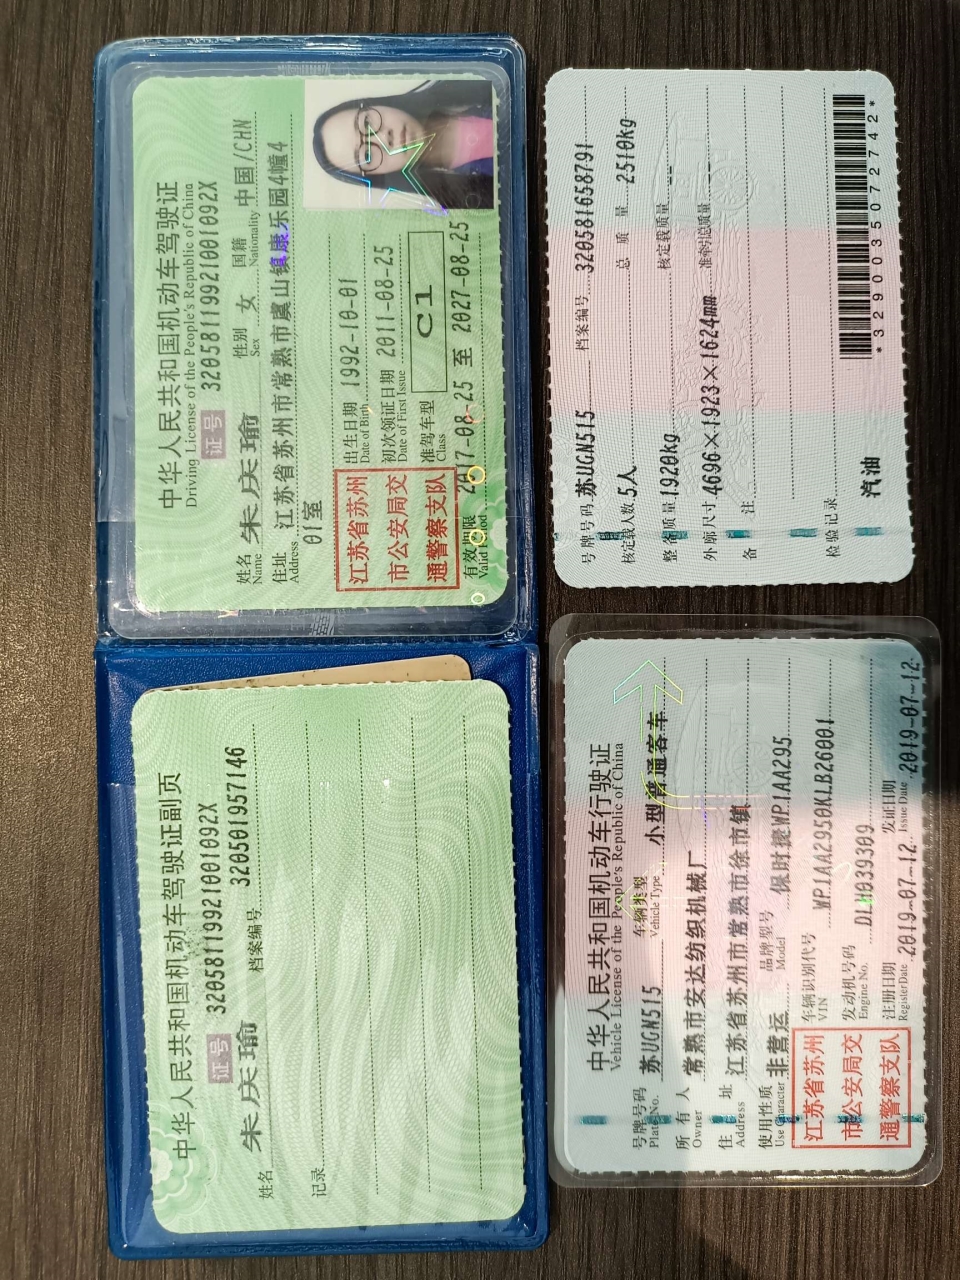 中华人民共和国机动车驾驶证
Driving License of the People's Republic of China
证号 32058119921001092X
姓名 朱庆瑜 性别 女 国籍 中国/CHN
Name Sex Nationality
住址 江苏省苏州市常熟市虞山镇康乐园4幢4
Address 01室
江苏省苏州
市公安局交
通警察支队
出生日期 1992-10-01
Date of Birth
初次领证日期 2011-08-25
Date of First Issue
准驾车型 C1
Class
有效期限 2017-08-25 至 2027-08-25
Valid Period
中华人民共和国机动车驾驶证副页
证号 32058119921001092X
姓名 朱庆瑜 档案编号 320501957146
记录
号牌号码 苏UGN515 档案编号 320581658791
核定载人数 5人 总质量 2510kg
整备质量 1920kg 核定载质量 --
外廓尺寸 4696×1923×1624mm 准牵引总质量 --
备注
检验记录
汽油
*3290035072742*
中华人民共和国机动车行驶证
Vehicle License of the People's Republic of China
号牌号码 苏UGN515 车辆类型 小型普通客车
Plate No. Vehicle Type
所有人 常熟市安达纺织机械厂
Owner
住址 江苏省苏州市常熟市徐市镇
Address
使用性质 非营运 品牌型号 保时捷WP1AA295
Use Character Model
江苏省苏州
市公安局交
通警察支队
车辆识别代号 WP1AA2950KLB26001
VIN
发动机号码 DLH039309
Engine No.
注册日期 2019-07-12 发证日期 2019-07-12
Register Date Issue Date